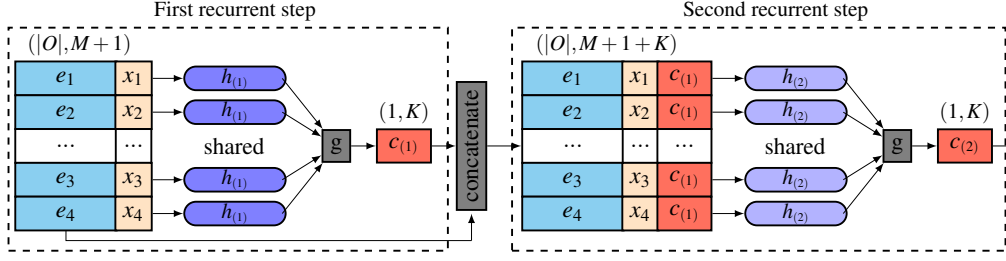 First recurrent step
(|O|, M+1)
e₁ x₁ h₍₁₎
e₂ x₂ h₍₁₎
... ... shared
e₃ x₃ h₍₁₎
e₄ x₄ h₍₁₎
g
(1, K)
c₍₁₎
concatenate
Second recurrent step
(|O|, M+1+K)
e₁ x₁ c₍₁₎ h₍₂₎
e₂ x₂ c₍₁₎ h₍₂₎
... ... ... shared
e₃ x₃ c₍₁₎ h₍₂₎
e₄ x₄ c₍₁₎ h₍₂₎
g
(1, K)
c₍₂₎